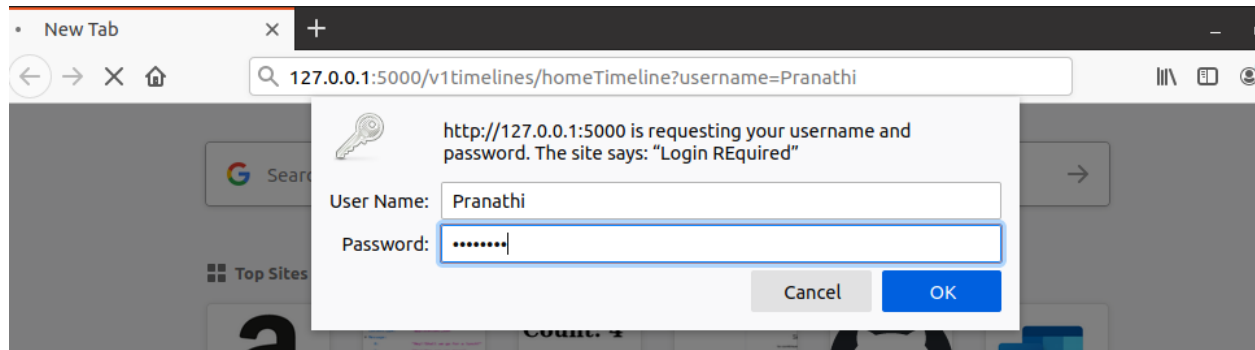 New Tab
127.0.0.1:5000/v1timelines/homeTimeline?username=Pranathi
http://127.0.0.1:5000 is requesting your username and
password. The site says: “Login REquired”
Sear
User Name: Pranathi
Password: ••••••••
Top Sites
Cancel OK
a
Count: 4